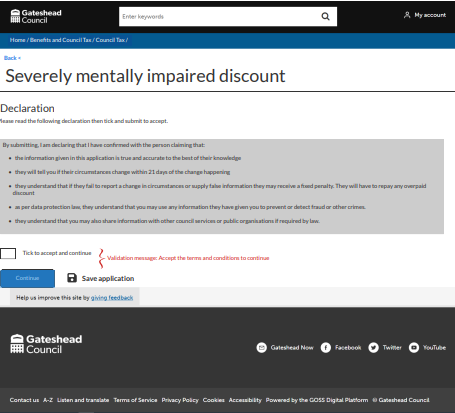 Gateshead
Council
Enter keywords
My account
Home / Benefits and Council Tax / Council Tax /
Back
Severely mentally impaired discount
Declaration
Please read the following declaration then tick and submit to accept.
By submitting, I am declaring that I have confirmed with the person claiming that:
• the information given in this application is true and accurate to the best of their knowledge
• they will tell you if their circumstances change within 21 days of the change happening
• they understand that if they fail to report a change in circumstances or supply false information they may receive a fixed penalty. They will have to repay any overpaid
discount
• as per data protection law, they understand that you may use any information they have given you to prevent or detect fraud or other crimes.
• they understand that you may also share information with other council services or public organisations if required by law.
Tick to accept and continue
Validation message: Accept the terms and conditions to continue
Continue
Save application
Help us improve this site by giving feedback
Gateshead
Council
Gateshead Now
Facebook
Twitter
YouTube
Contact us A-Z Listen and translate Terms of Service Privacy Policy Cookies Accessibility Powered by the GOSS Digital Platform © Gateshead Council